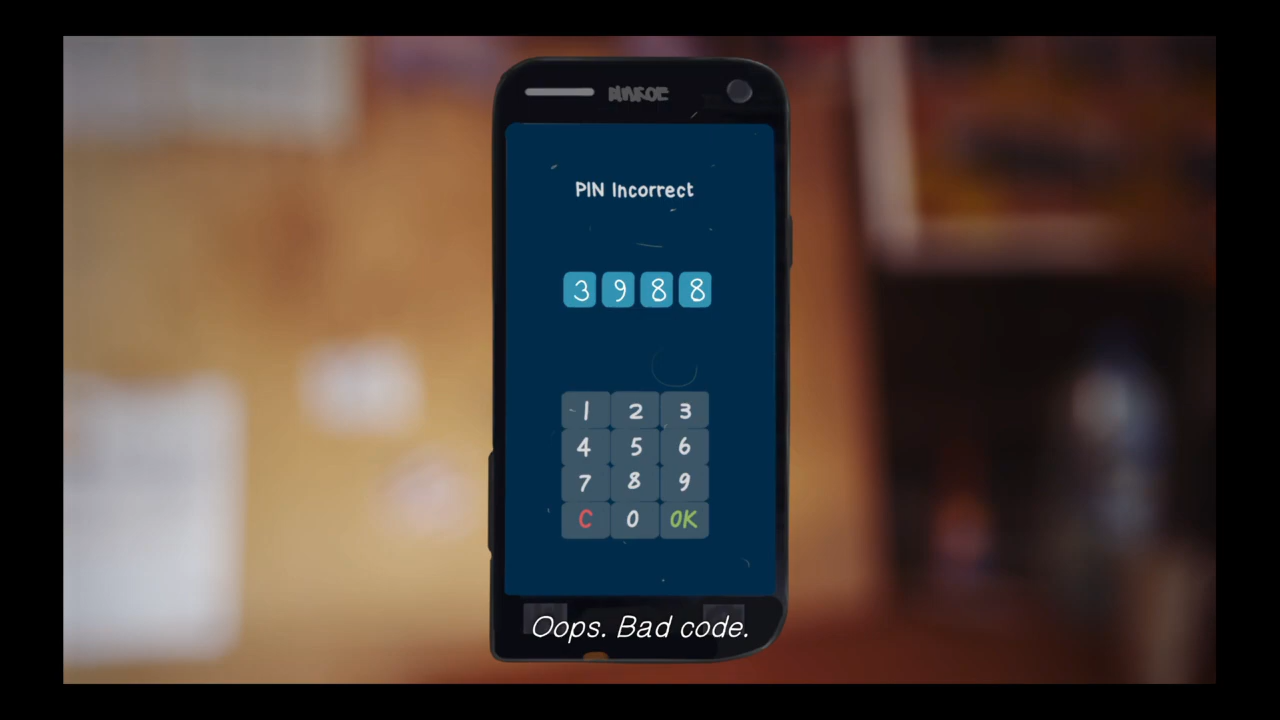 PIN Incorrect
3 9 8 8
1 2 3
4 5 6
7 8 9
C 0 OK
Oops. Bad code.